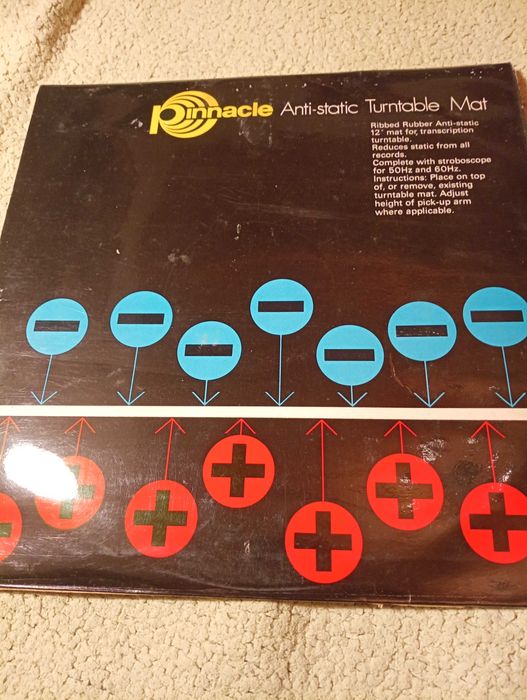 Pinnacle Anti-static Turntable Mat
Ribbed Rubber Anti-static
12" mat for transcription
turntable.
Reduces static from all
records.
Complete with stroboscope
for 50Hz and 60Hz.
Instructions: Place on top
of, or remove, existing
turntable mat. Adjust
height of pick-up arm
where applicable.